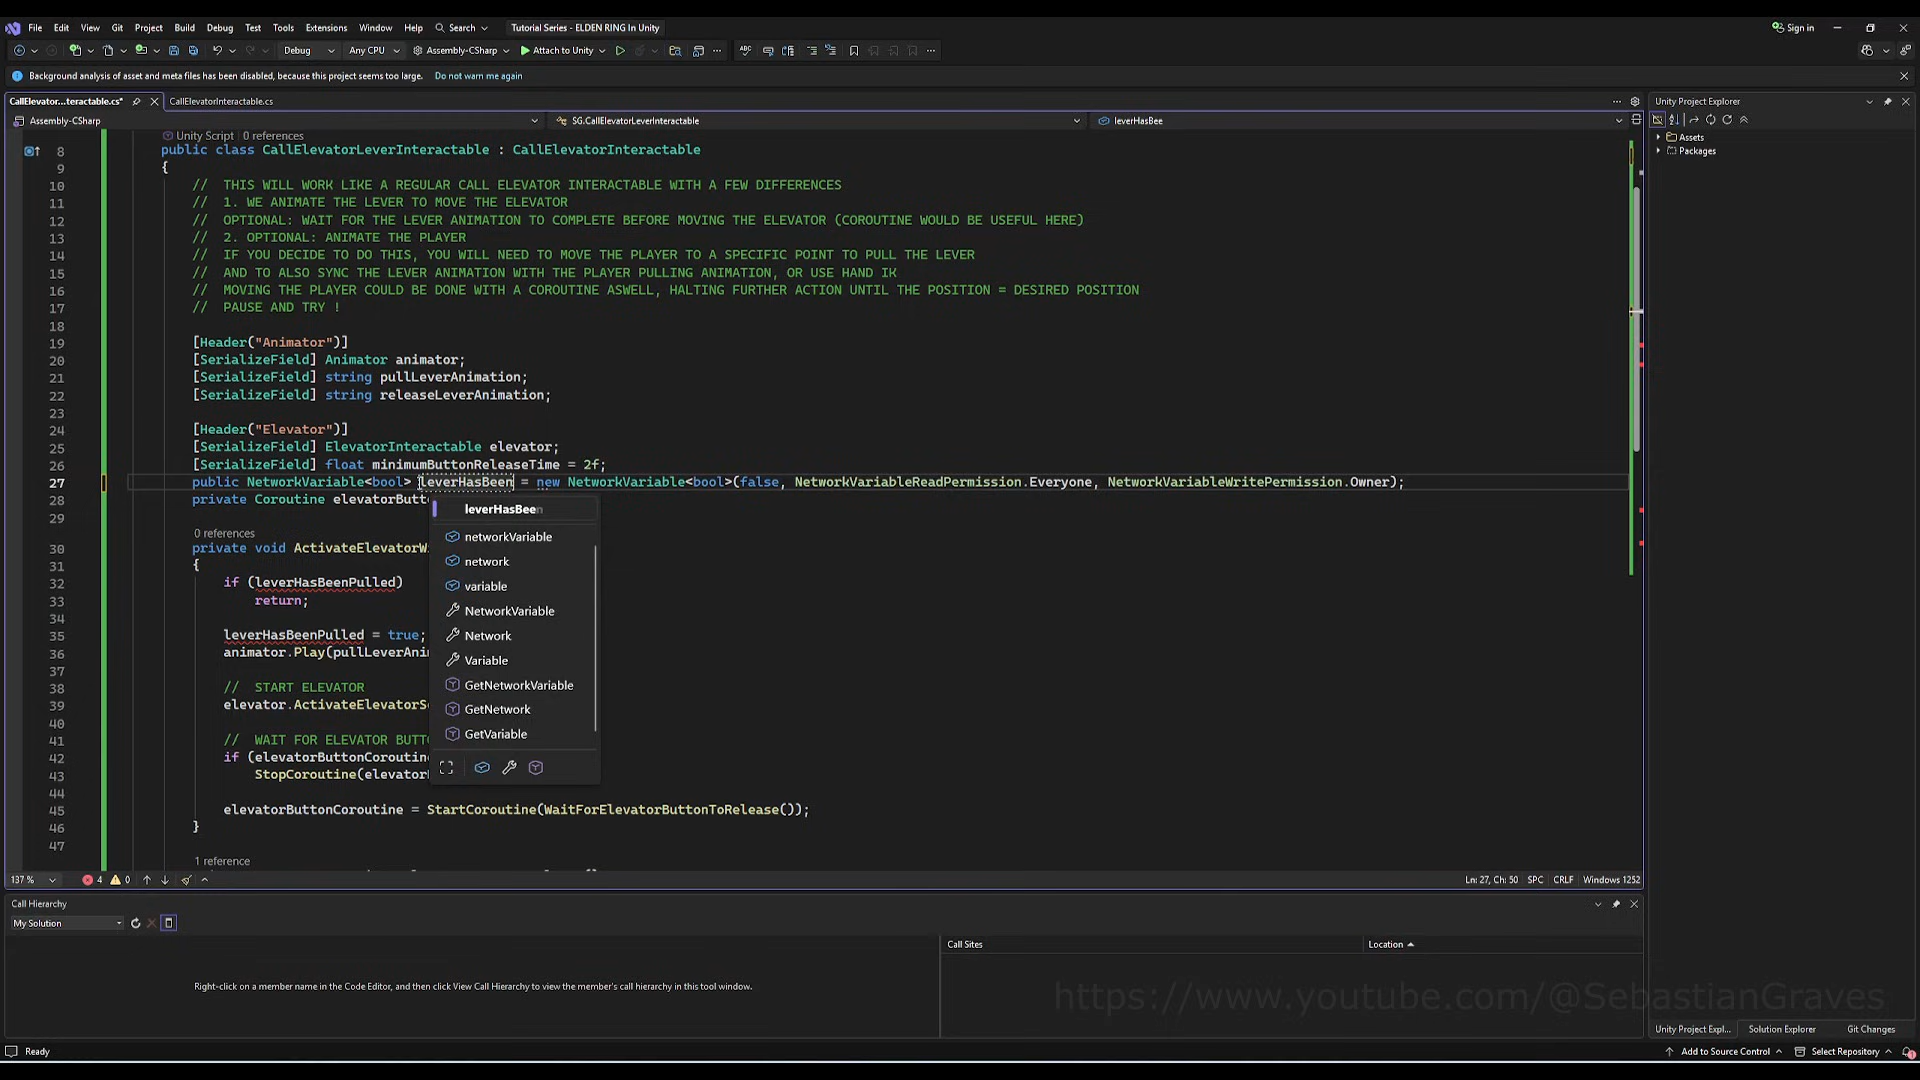 File Edit View Git Project Build Debug Test Tools Extensions Window Help Search Tutorial Series - ELDEN RING In Unity Sign in
Debug Any CPU Assembly-CSharp Attach to Unity
Background analysis of asset and meta files has been disabled, because this project seems too large. Do not warn me again
CallElevator...teractable.cs* CallElevatorInteractable.cs
Unity Project Explorer
Assembly-CSharp SG.CallElevatorLeverInteractable leverHasBee
Assets
Packages
Unity Script | 0 references
8 public class CallElevatorLeverInteractable : CallElevatorInteractable
9 {
10 // THIS WILL WORK LIKE A REGULAR CALL ELEVATOR INTERACTABLE WITH A FEW DIFFERENCES
11 // 1. WE ANIMATE THE LEVER TO MOVE THE ELEVATOR
12 // OPTIONAL: WAIT FOR THE LEVER ANIMATION TO COMPLETE BEFORE MOVING THE ELEVATOR (COROUTINE WOULD BE USEFUL HERE)
13 // 2. OPTIONAL: ANIMATE THE PLAYER
14 // IF YOU DECIDE TO DO THIS, YOU WILL NEED TO MOVE THE PLAYER TO A SPECIFIC POINT TO PULL THE LEVER
15 // AND TO ALSO SYNC THE LEVER ANIMATION WITH THE PLAYER PULLING ANIMATION, OR USE HAND IK
16 // MOVING THE PLAYER COULD BE DONE WITH A COROUTINE ASWELL, HALTING FURTHER ACTION UNTIL THE POSITION = DESIRED POSITION
17 // PAUSE AND TRY !
18
19 [Header("Animator")]
20 [SerializeField] Animator animator;
21 [SerializeField] string pullLeverAnimation;
22 [SerializeField] string releaseLeverAnimation;
23
24 [Header("Elevator")]
25 [SerializeField] ElevatorInteractable elevator;
26 [SerializeField] float minimumButtonReleaseTime = 2f;
27 public NetworkVariable<bool> leverHasBeen = new NetworkVariable<bool>(false, NetworkVariableReadPermission.Everyone, NetworkVariableWritePermission.Owner);
28 private Coroutine elevatorButt
29
0 references
30 private void ActivateElevatorW
31 {
32 if (leverHasBeenPulled)
33 return;
34
35 leverHasBeenPulled = true;
36 animator.Play(pullLeverAni
37
38 // START ELEVATOR
39 elevator.ActivateElevatorS
40
41 // WAIT FOR ELEVATOR BUTT
42 if (elevatorButtonCoroutin
43 StopCoroutine(elevatorB
44
45 elevatorButtonCoroutine = StartCoroutine(WaitForElevatorButtonToRelease());
46 }
47
1 reference
leverHasBeen
networkVariable
network
variable
NetworkVariable
Network
Variable
GetNetworkVariable
GetNetwork
GetVariable
137 % 4 0 Ln: 27, Ch: 50 SPC CRLF Windows 1252
Call Hierarchy
My Solution
Call Sites Location
Right-click on a member name in the Code Editor, and then click View Call Hierarchy to view the member's call hierarchy in this tool window.
https://www.youtube.com/@SebastianGraves
Unity Project Expl... Solution Explorer Git Changes
Ready Add to Source Control Select Repository